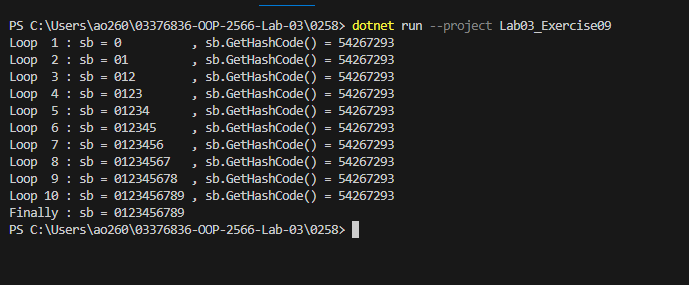 PS C:\Users\ao260\03376836-OOP-2566-Lab-03\0258> dotnet run --project Lab03_Exercise09
Loop  1 : sb = 0          , sb.GetHashCode() = 54267293
Loop  2 : sb = 01         , sb.GetHashCode() = 54267293
Loop  3 : sb = 012        , sb.GetHashCode() = 54267293
Loop  4 : sb = 0123       , sb.GetHashCode() = 54267293
Loop  5 : sb = 01234      , sb.GetHashCode() = 54267293
Loop  6 : sb = 012345     , sb.GetHashCode() = 54267293
Loop  7 : sb = 0123456    , sb.GetHashCode() = 54267293
Loop  8 : sb = 01234567   , sb.GetHashCode() = 54267293
Loop  9 : sb = 012345678  , sb.GetHashCode() = 54267293
Loop 10 : sb = 0123456789 , sb.GetHashCode() = 54267293
Finally : sb = 0123456789
PS C:\Users\ao260\03376836-OOP-2566-Lab-03\0258>